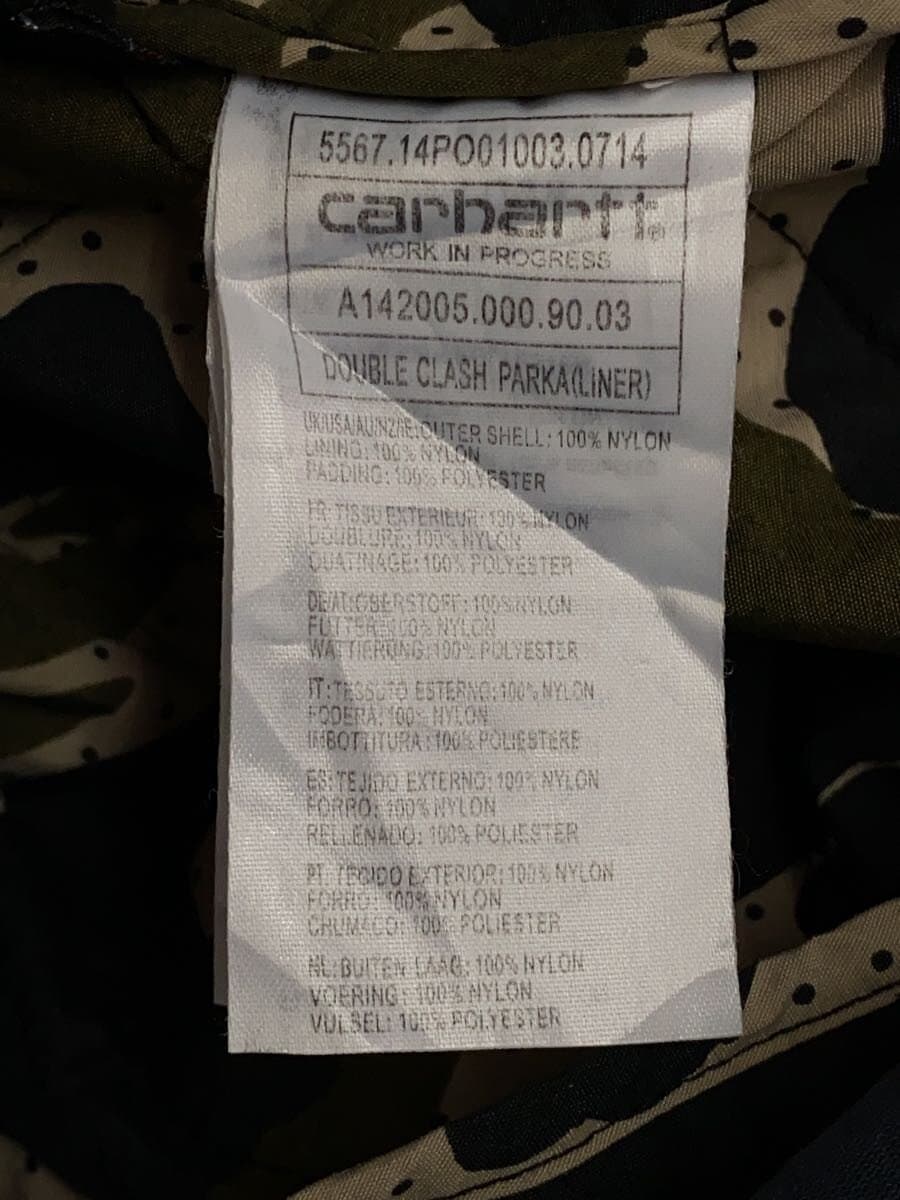 5567.14PO01003.0714
carhartt®
WORK IN PROGRESS
A142005.000.90.03
DOUBLE CLASH PARKA(LINER)
UK/USA/AU/NZ/IRE:OUTER SHELL: 100% NYLON
LINING: 100% NYLON
PADDING: 100% POLYESTER
FR: TISSU EXTERIEUR: 100% NYLON
DOUBLURE: 100% NYLON
OUATINAGE: 100% POLYESTER
DE/AT:OBERSTOFF: 100% NYLON
FUTTER: 100% NYLON
WATTIERUNG: 100% POLYESTER
IT: TESSUTO ESTERNO: 100% NYLON
FODERA: 100% NYLON
IMBOTTITURA: 100% POLIESTERE
ES: TEJIDO EXTERNO: 100% NYLON
FORRO: 100% NYLON
RELLENADO: 100% POLIESTER
PT: TECIDO EXTERIOR: 100% NYLON
FORRO: 100% NYLON
CHUMACO: 100% POLIESTER
NL: BUITEN LAAG: 100% NYLON
VOERING: 100% NYLON
VULSEL: 100% POLYESTER